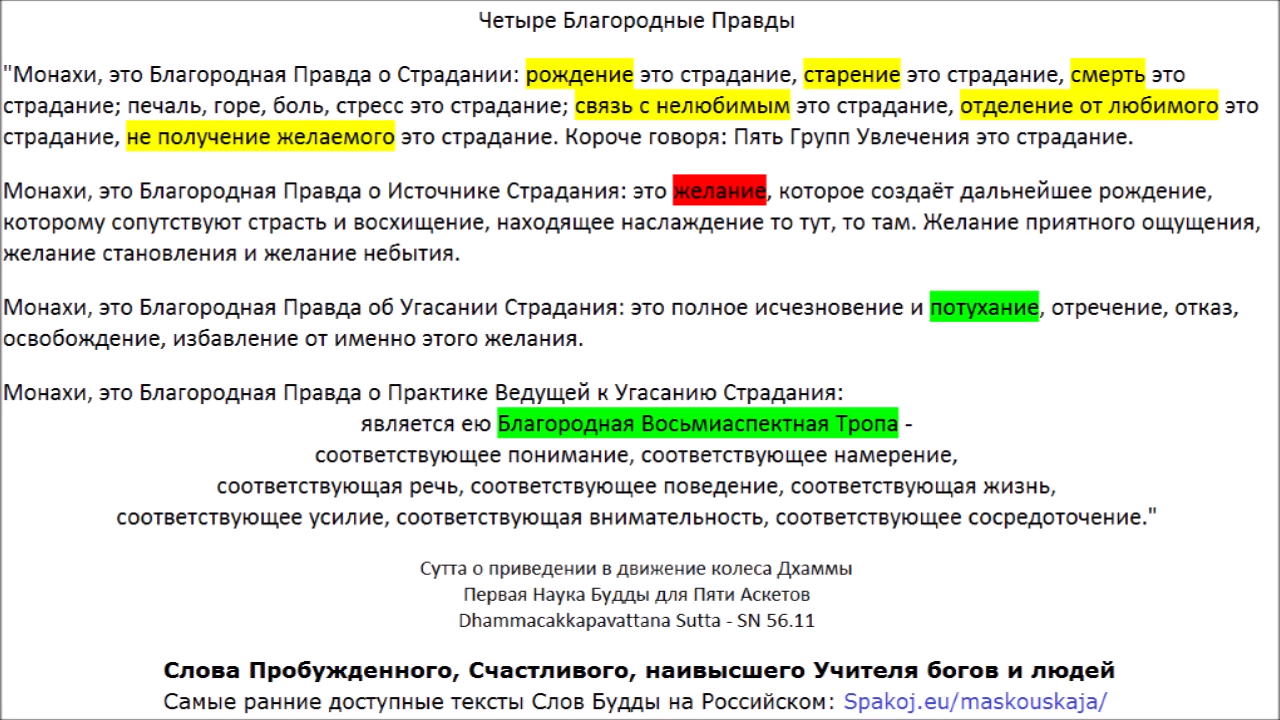 Четыре Благородные Правды
"Монахи, это Благородная Правда о Страдании: рождение это страдание, старение это страдание, смерть это
страдание; печаль, горе, боль, стресс это страдание; связь с нелюбимым это страдание, отделение от любимого это
страдание, не получение желаемого это страдание. Короче говоря: Пять Групп Увлечения это страдание.
Монахи, это Благородная Правда о Источнике Страдания: это желание, которое создаёт дальнейшее рождение,
которому сопутствуют страсть и восхищение, находящее наслаждение то тут, то там. Желание приятного ощущения,
желание становления и желание небытия.
Монахи, это Благородная Правда об Угасании Страдания: это полное исчезновение и потухание, отречение, отказ,
освобождение, избавление от именно этого желания.
Монахи, это Благородная Правда о Практике Ведущей к Угасанию Страдания:
является ею Благородная Восьмиаспектная Тропа -
соответствующее понимание, соответствующее намерение,
соответствующая речь, соответствующее поведение, соответствующая жизнь,
соответствующее усилие, соответствующая внимательность, соответствующее сосредоточение."
Сутта о приведении в движение колеса Дхаммы
Первая Наука Будды для Пяти Аскетов
Dhammacakkapavattana Sutta - SN 56.11
Слова Пробужденного, Счастливого, наивысшего Учителя богов и людей
Самые ранние доступные тексты Слов Будды на Российском: Spakoj.eu/maskouskaja/